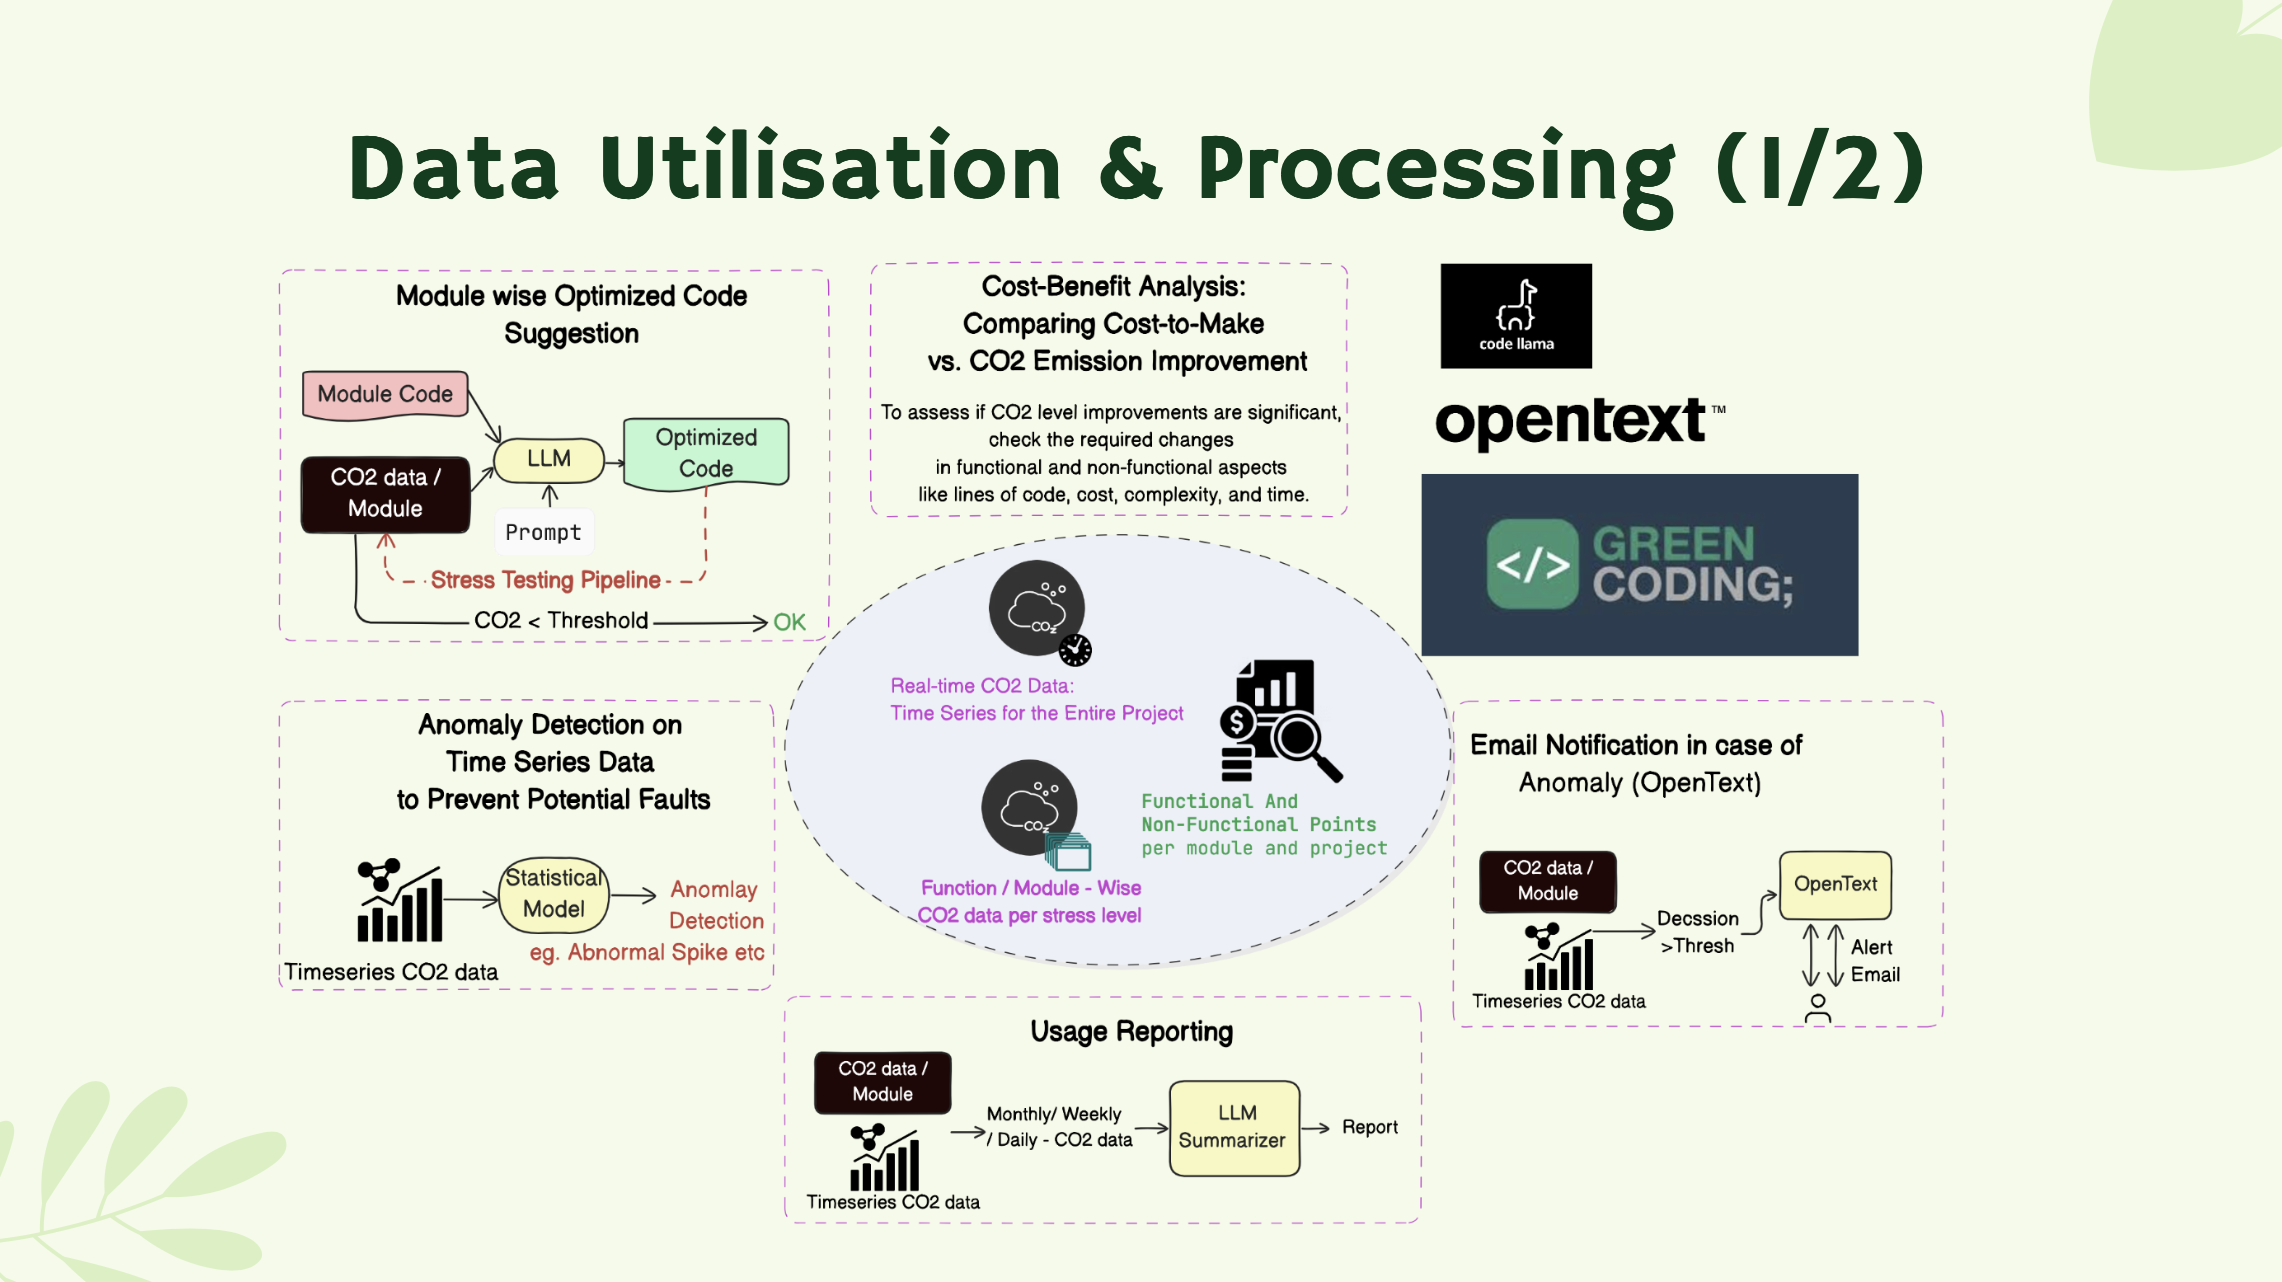 Data Utilisation & Processing (1/2)
Module wise Optimized Code
Suggestion
Module Code
CO2 data /
Module
LLM
Prompt
Optimized
Code
Stress Testing Pipeline
CO2 < Threshold
OK
Cost-Benefit Analysis:
Comparing Cost-to-Make
vs. CO2 Emission Improvement
To assess if CO2 level improvements are significant,
check the required changes
in functional and non-functional aspects
like lines of code, cost, complexity, and time.
code llama
opentext™
</> GREEN
CODING;
CO2
Real-time CO2 Data:
Time Series for the Entire Project
$
CO2
Function / Module - Wise
CO2 data per stress level
Functional And
Non-Functional Points
per module and project
Anomaly Detection on
Time Series Data
to Prevent Potential Faults
Statistical
Model
Anomlay
Detection
eg. Abnormal Spike etc
Timeseries CO2 data
Email Notification in case of
Anomaly (OpenText)
CO2 data /
Module
Timeseries CO2 data
Decssion
>Thresh
OpenText
Alert
Email
Usage Reporting
CO2 data /
Module
Timeseries CO2 data
Monthly/ Weekly
/ Daily - CO2 data
LLM
Summarizer
Report